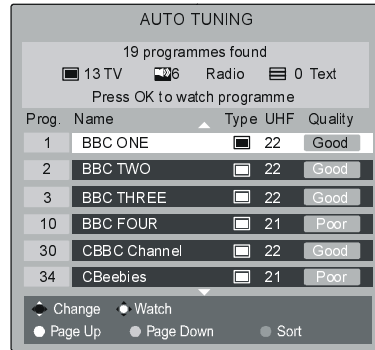 AUTO TUNING
19 programmes found
13 TV 6 Radio 0 Text
Press OK to watch programme
Prog. Name Type UHF Quality
1 BBC ONE 22 Good
2 BBC TWO 22 Good
3 BBC THREE 22 Good
10 BBC FOUR 21 Poor
30 CBBC Channel 22 Good
34 CBeebies 21 Poor
Change Watch
Page Up Page Down Sort